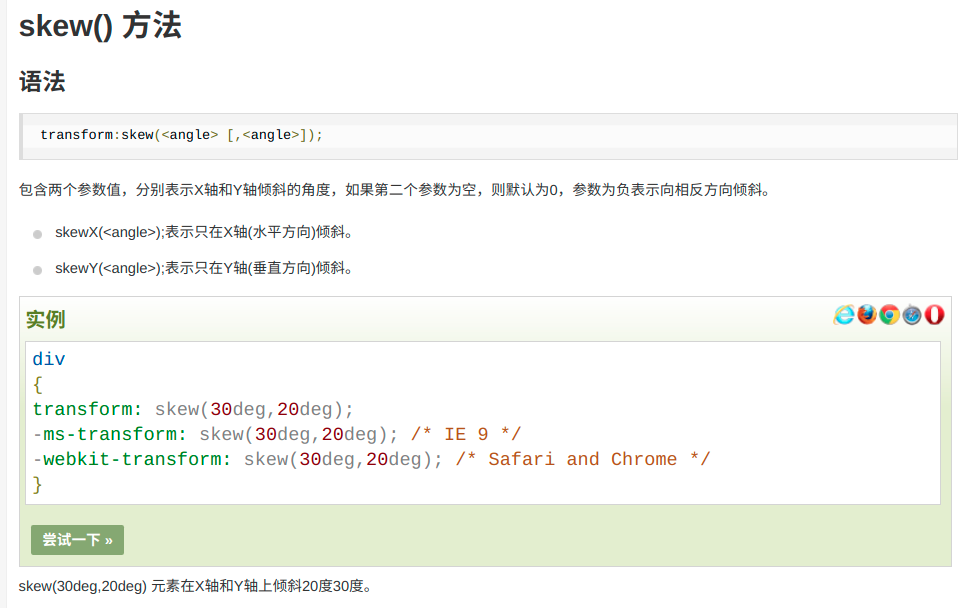 skew() 方法
语法
transform:skew(<angle> [,<angle>]);
包含两个参数值，分别表示X轴和Y轴倾斜的角度，如果第二个参数为空，则默认为0，参数为负表示向相反方向倾斜。
skewX(<angle>);表示只在X轴(水平方向)倾斜。
skewY(<angle>);表示只在Y轴(垂直方向)倾斜。
实例
div
{
transform: skew(30deg,20deg);
-ms-transform: skew(30deg,20deg); /* IE 9 */
-webkit-transform: skew(30deg,20deg); /* Safari and Chrome */
}
尝试一下 »
skew(30deg,20deg) 元素在X轴和Y轴上倾斜20度30度。